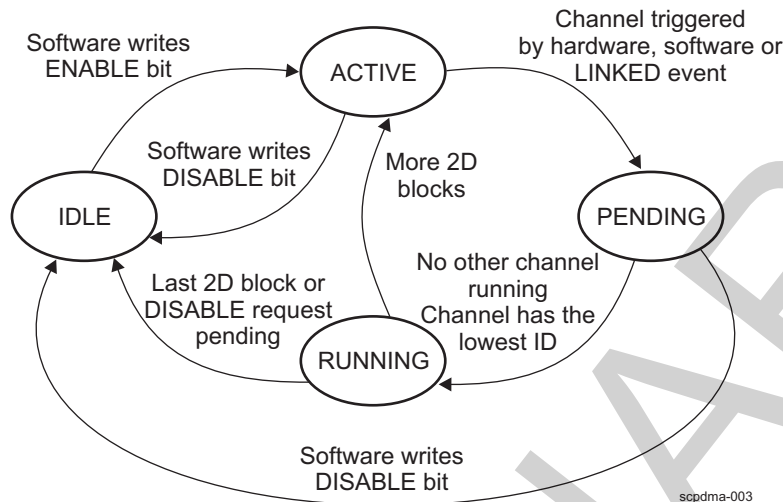 Software writes
ENABLE bit
ACTIVE
Channel triggered
by hardware, software or
LINKED event
Software writes
DISABLE bit
More 2D
blocks
IDLE
PENDING
Last 2D block or
DISABLE request
pending
No other channel
running
Channel has the
lowest ID
RUNNING
Software writes
DISABLE bit
scpdma-003